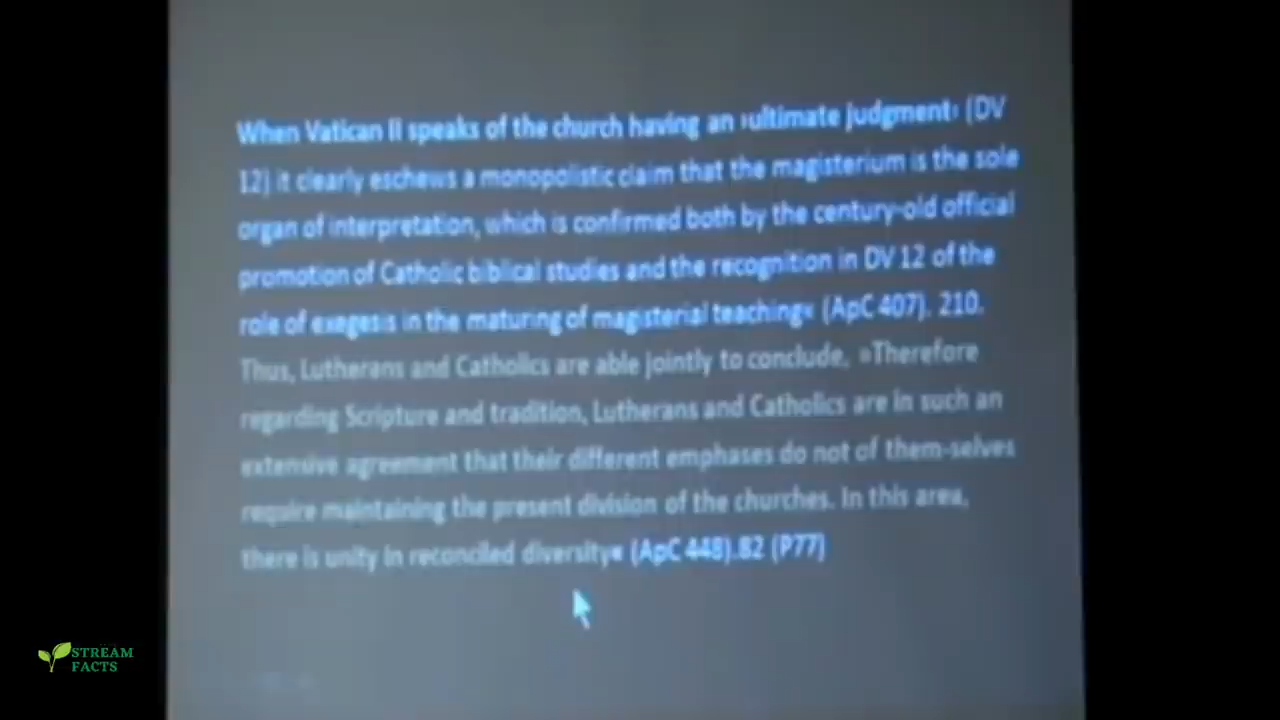 When Vatican II speaks of the church having an ›ultimate judgment‹ (DV
12) it clearly eschews a monopolistic claim that the magisterium is the sole
organ of interpretation, which is confirmed both by the century-old official
promotion of Catholic biblical studies and the recognition in DV 12 of the
role of exegesis in the maturing of magisterial teaching« (ApC 407). 210.
Thus, Lutherans and Catholics are able jointly to conclude, »Therefore
regarding Scripture and tradition, Lutherans and Catholics are in such an
extensive agreement that their different emphases do not of them-selves
require maintaining the present division of the churches. In this area,
there is unity in reconciled diversity« (ApC 448).82 (P77)
STREAM
FACTS